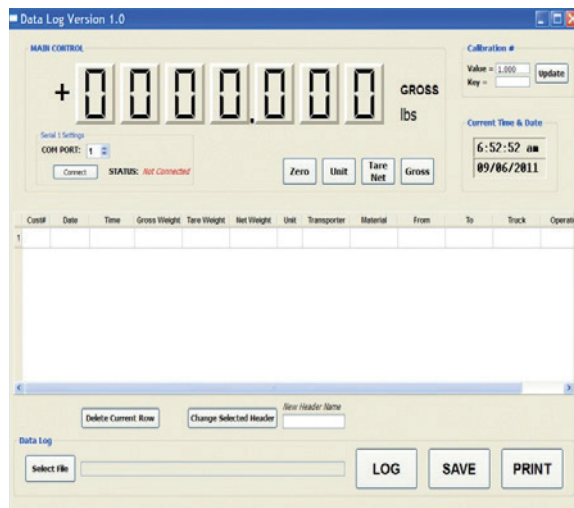 Data Log Version 1.0
MAIN CONTROL
+ 0000.000 GROSS
lbs
Serial 1 Settings
COM PORT: 1
Connect STATUS: Not Connected
Zero Unit Tare Net Gross
Calibration #
Value = 1.000
Key =
Update
Current Time & Date
6:52:52 am
09/06/2011
Cust# Date Time Gross Weight Tare Weight Net Weight Unit Transporter Material From To Truck Operat
1
Delete Current Row Change Selected Header New Header Name
Data Log
Select File LOG SAVE PRINT